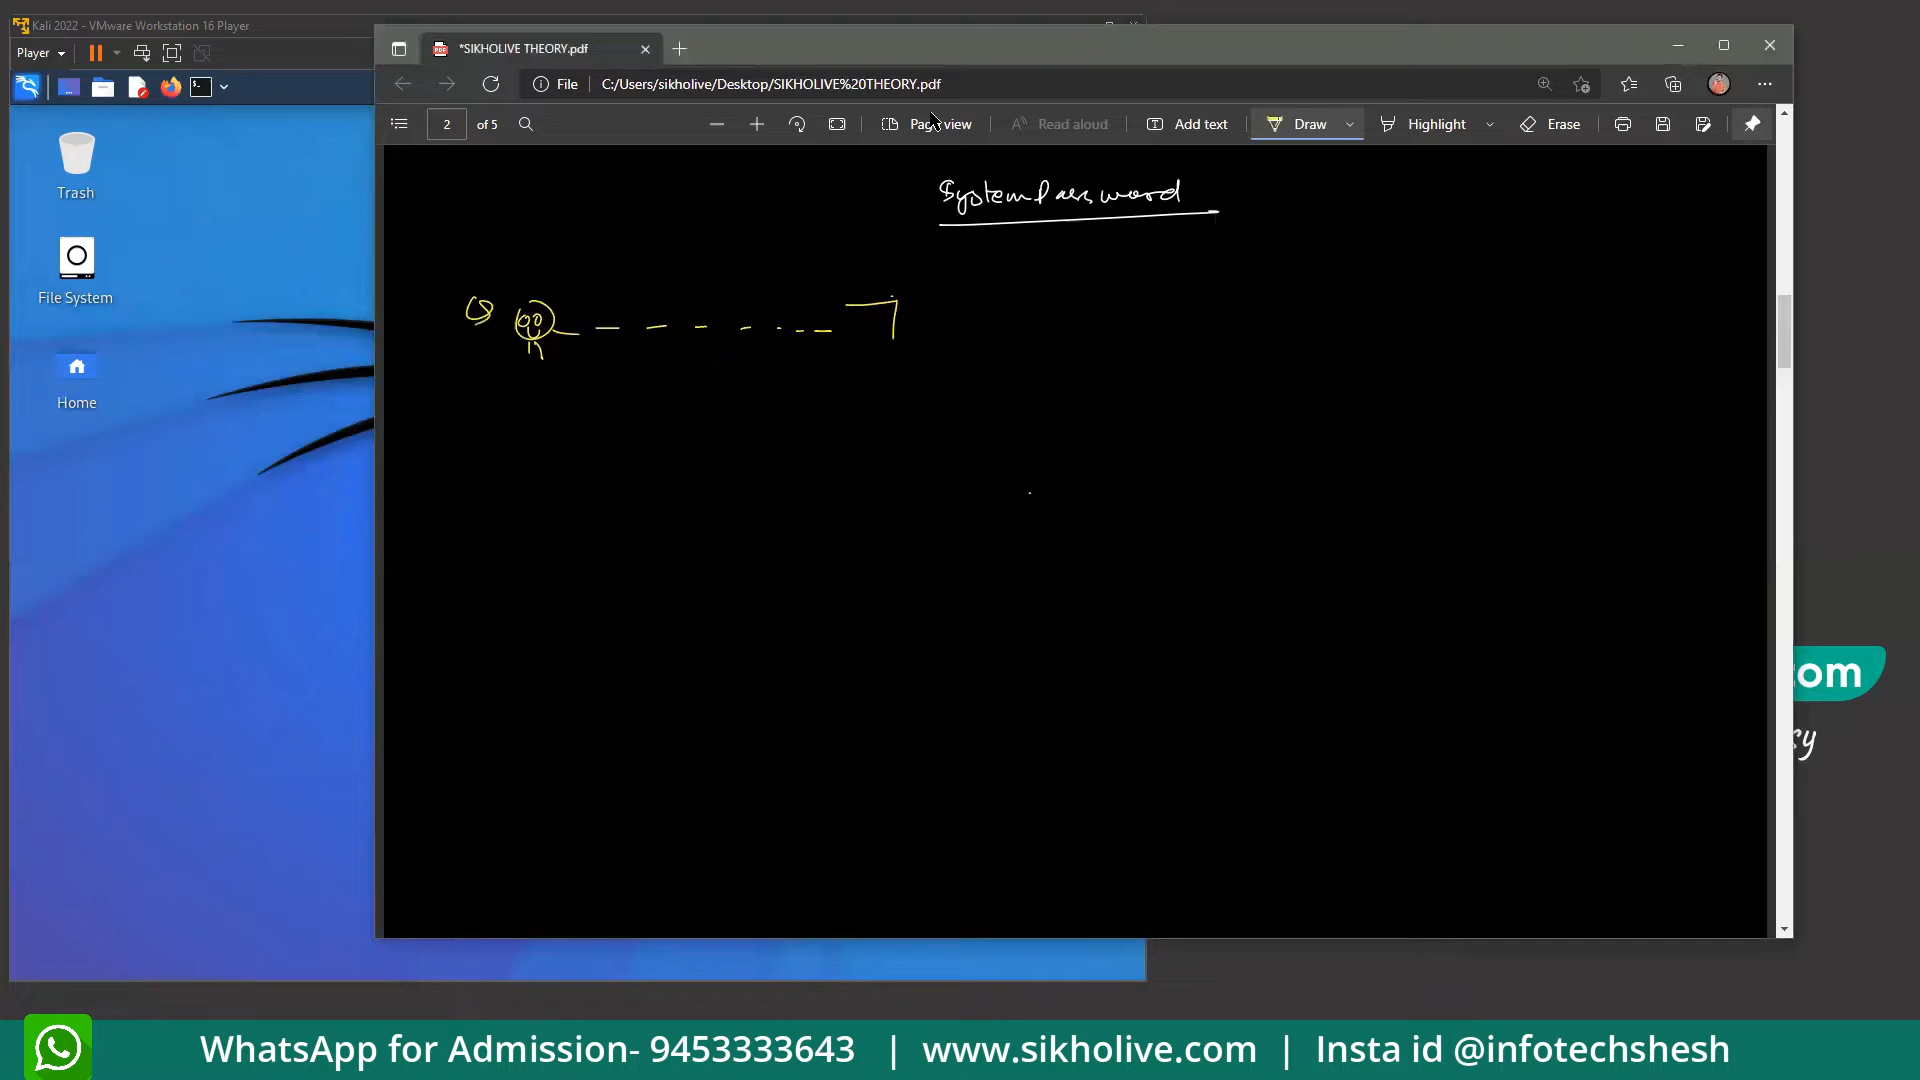 Kali 2022 - VMware Workstation 16 Player
Player
*SIKHOLIVE THEORY.pdf
File
C:/Users/sikholive/Desktop/SIKHOLIVE%20THEORY.pdf
2 of 5
Page view
Read aloud
Add text
Draw
Highlight
Erase
Trash
File System
Home
System Password
.com
WhatsApp for Admission- 9453333643 | www.sikholive.com | Insta id @infotechshesh